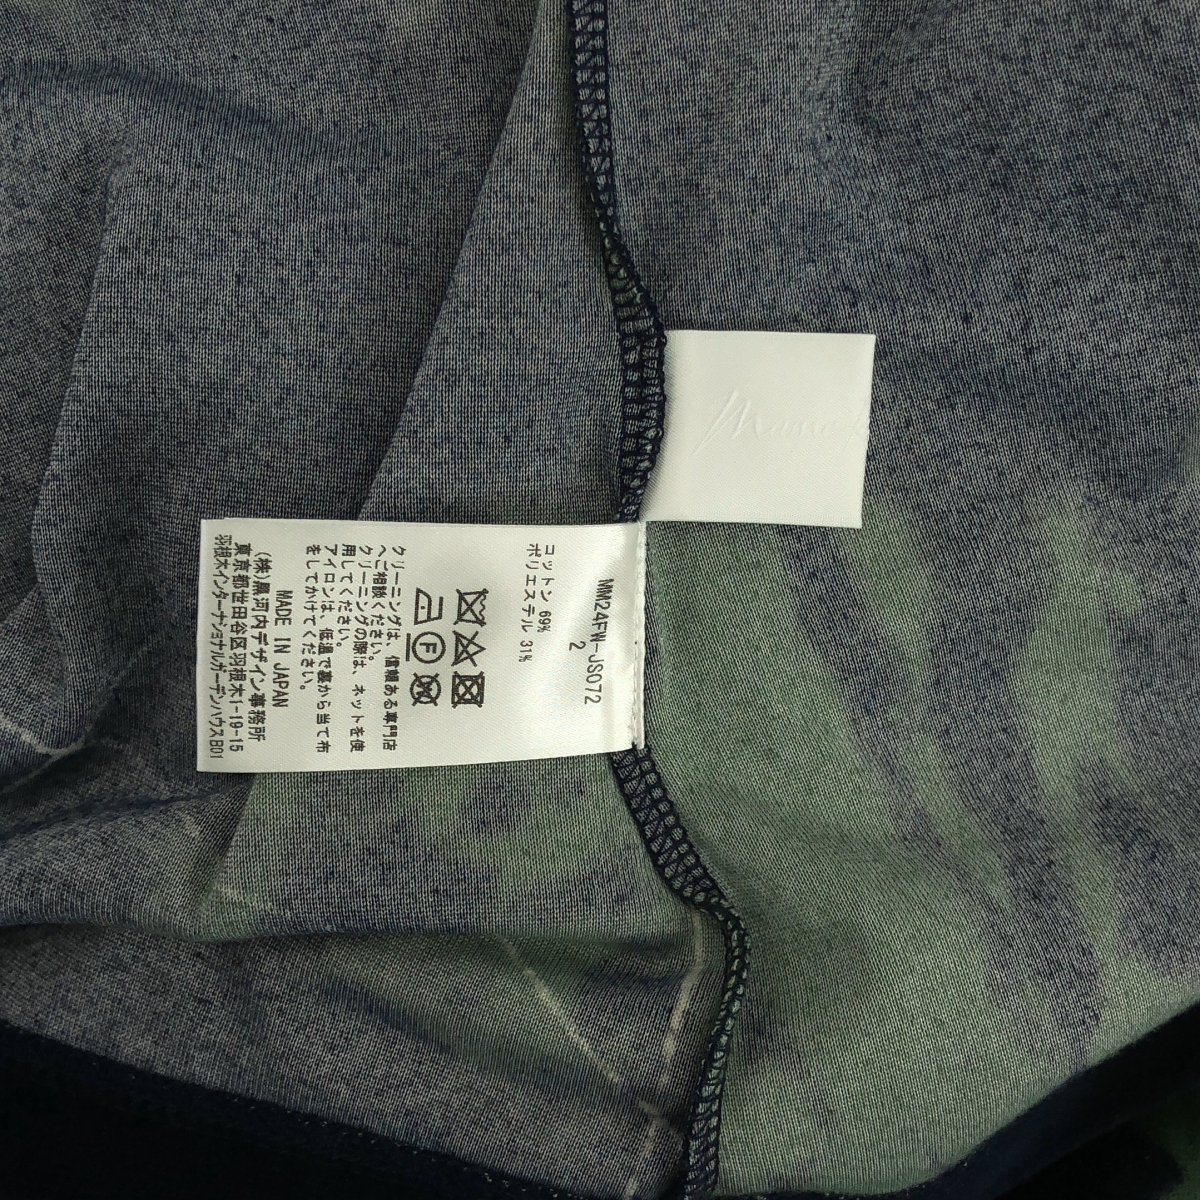 MM24FW-JS072
2
コットン 69%
ポリエステル 31%
F
クリーニングは、信頼ある専門店
へご相談ください。
クリーニングの際は、ネットを使
用してください。
アイロンは、低温で裏から当て布
をしてかけてください。
MADE IN JAPAN
(株)黒河内デザイン事務所
東京都世田谷区羽根木1-19-15
羽根木インターナショナルガーデンハウスB01